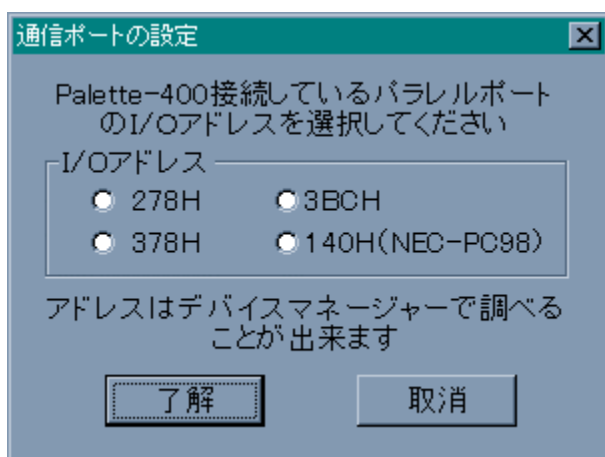 通信ポートの設定
Palette-400接続しているパラレルポート
のI/Oアドレスを選択してください
I/Oアドレス
278H
3BCH
378H
140H(NEC-PC98)
アドレスはデバイスマネージャーで調べる
ことが出来ます
了解
取消